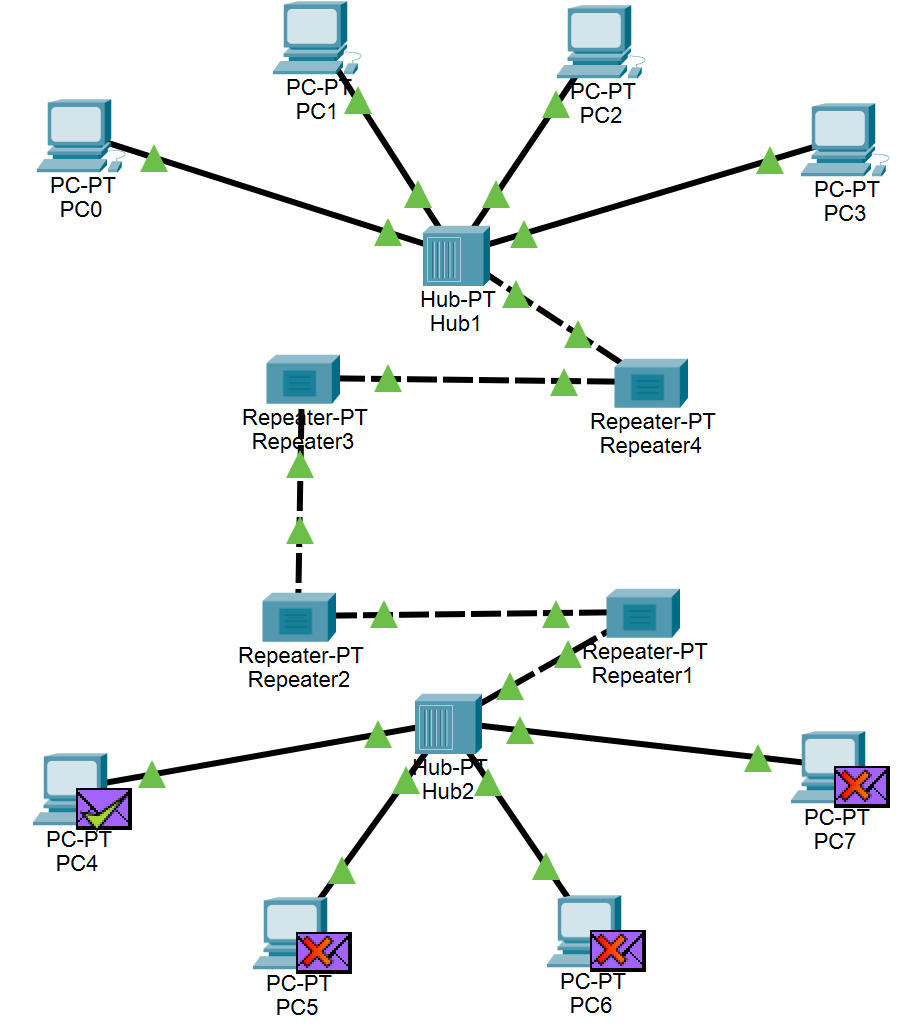 PC-PT
PC1
PC-PT
PC2
PC-PT
PC0
PC-PT
PC3
Hub-PT
Hub1
Repeater-PT
Repeater3
Repeater-PT
Repeater4
Repeater-PT
Repeater2
Repeater-PT
Repeater1
Hub-PT
Hub2
PC-PT
PC4
PC-PT
PC7
PC-PT
PC5
PC-PT
PC6